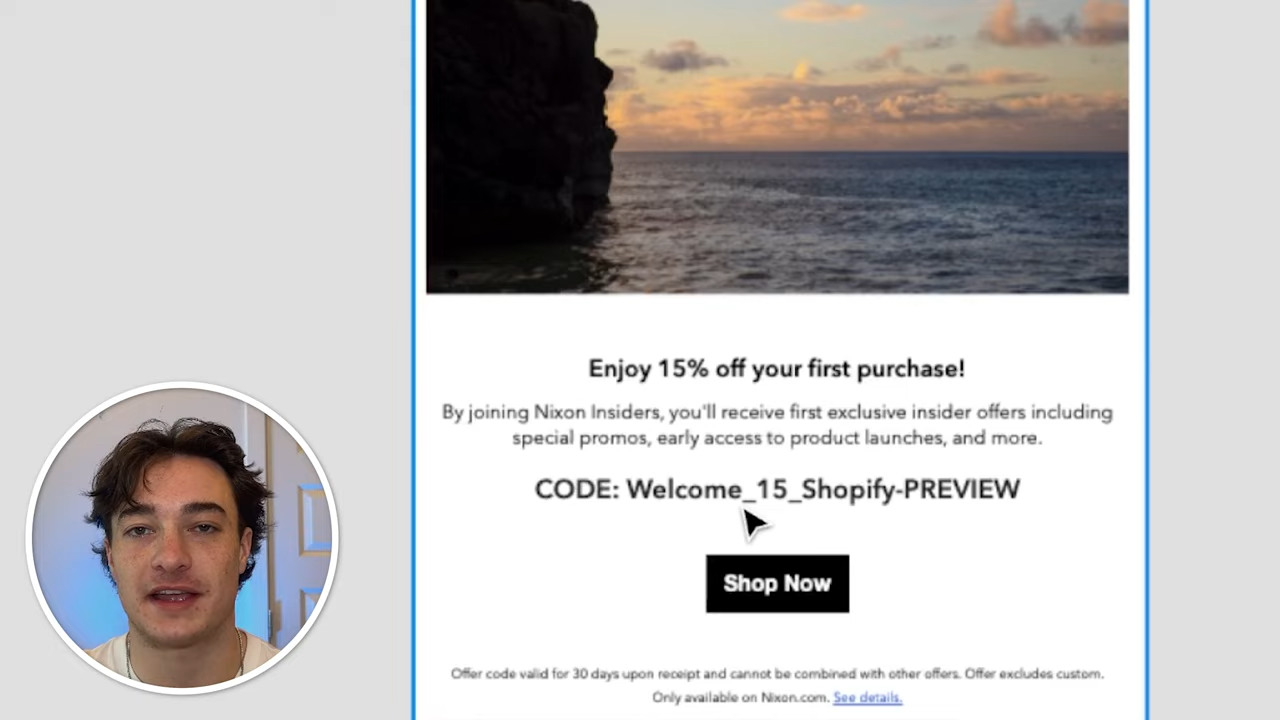 Enjoy 15% off your first purchase!
By joining Nixon Insiders, you'll receive first exclusive insider offers including
special promos, early access to product launches, and more.
CODE: Welcome_15_Shopify-PREVIEW
Shop Now
Offer code valid for 30 days upon receipt and cannot be combined with other offers. Offer excludes custom.
Only available on Nixon.com. See details.